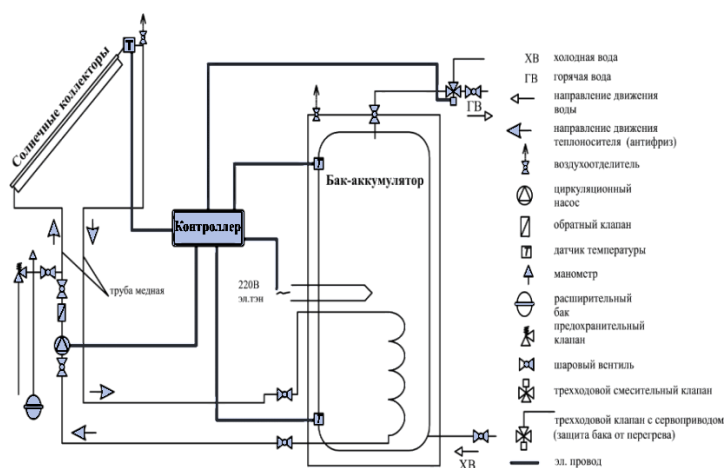 Солнечные коллекторы
T
Контроллер
труба медная
220В
~
эл.тэн
Бак-аккумулятор
T
T
ГВ
ХВ
ХВ холодная вода
ГВ горячая вода
направление движения
воды
направление движения
теплоносителя (антифриз)
воздухоотделитель
циркуляционный
насос
обратный клапан
T датчик температуры
манометр
расширительный
бак
предохранительный
клапан
шаровый вентиль
трехходовой смесительный клапан
трехходовой клапан с сервоприводом
(защита бака от перегрева)
эл. провод